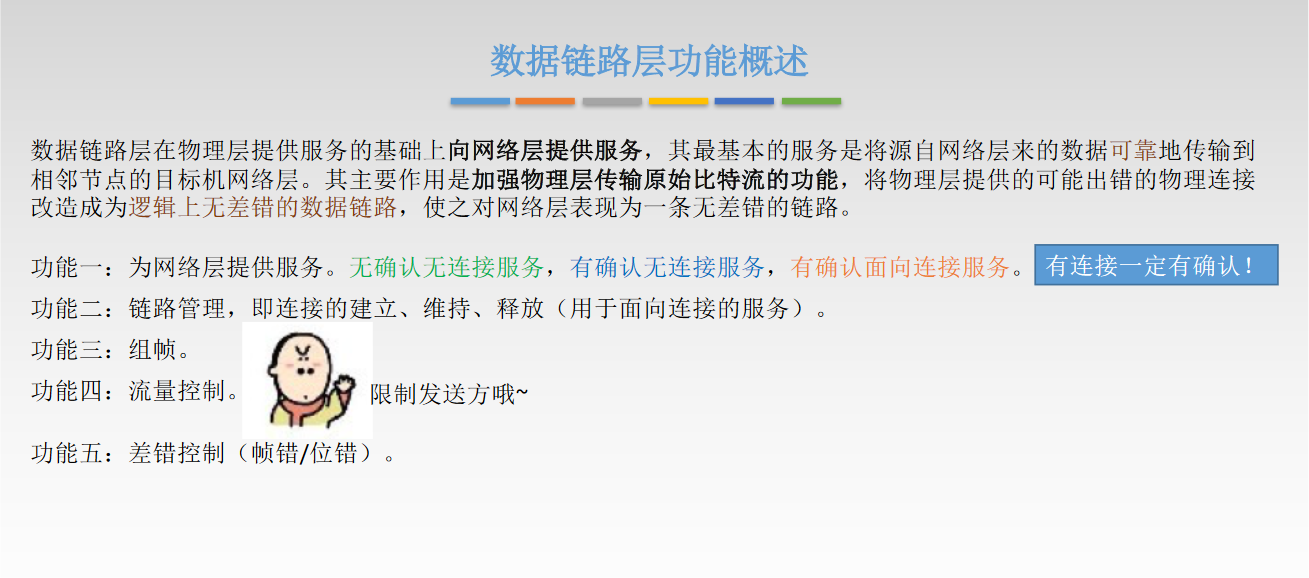 数据链路层功能概述
数据链路层在物理层提供服务的基础上向网络层提供服务，其最基本的服务是将源自网络层来的数据可靠地传输到
相邻节点的目标机网络层。其主要作用是加强物理层传输原始比特流的功能，将物理层提供的可能出错的物理连接
改造成为逻辑上无差错的数据链路，使之对网络层表现为一条无差错的链路。
功能一：为网络层提供服务。无确认无连接服务，有确认无连接服务，有确认面向连接服务。
有连接一定有确认！
功能二：链路管理，即连接的建立、维持、释放（用于面向连接的服务）。
功能三：组帧。
功能四：流量控制。
限制发送方哦~
功能五：差错控制（帧错/位错）。